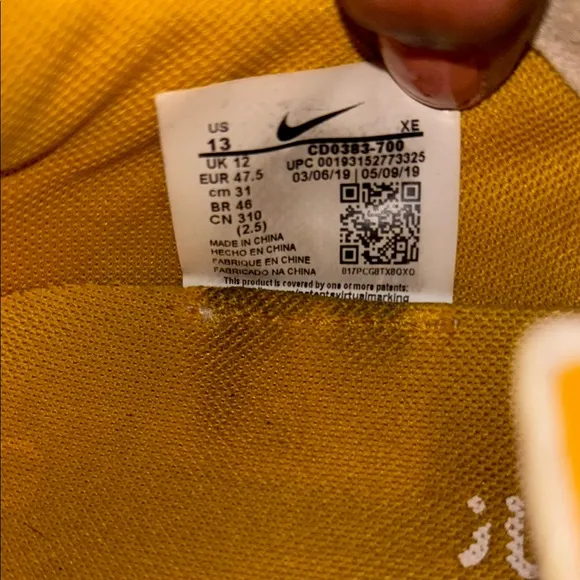 US XE
13 CD0383-700
UK 12 UPC 00193152773325
EUR 47.5 03/06/19 | 05/09/19
cm 31
BR 46
CN 310
(2.5)
MADE IN CHINA
HECHO EN CHINA
FABRIQUE EN CHINE
FABRICADO NA CHINA 017PCGBTX8QXO
This product is covered by one or more patents: